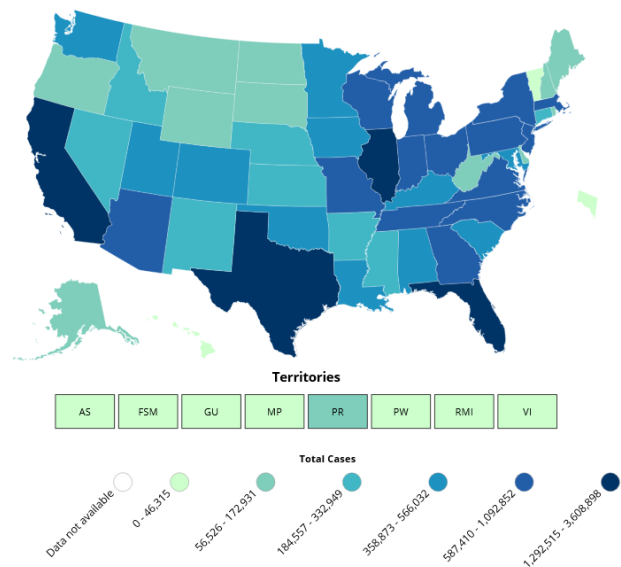 Territories
AS FSM GU MP PR PW RMI VI
Total Cases
Data not available
0 - 46,315
56,526 - 172,931
184,557 - 332,949
358,873 - 566,032
587,410 - 1,092,852
1,292,515 - 3,608,898